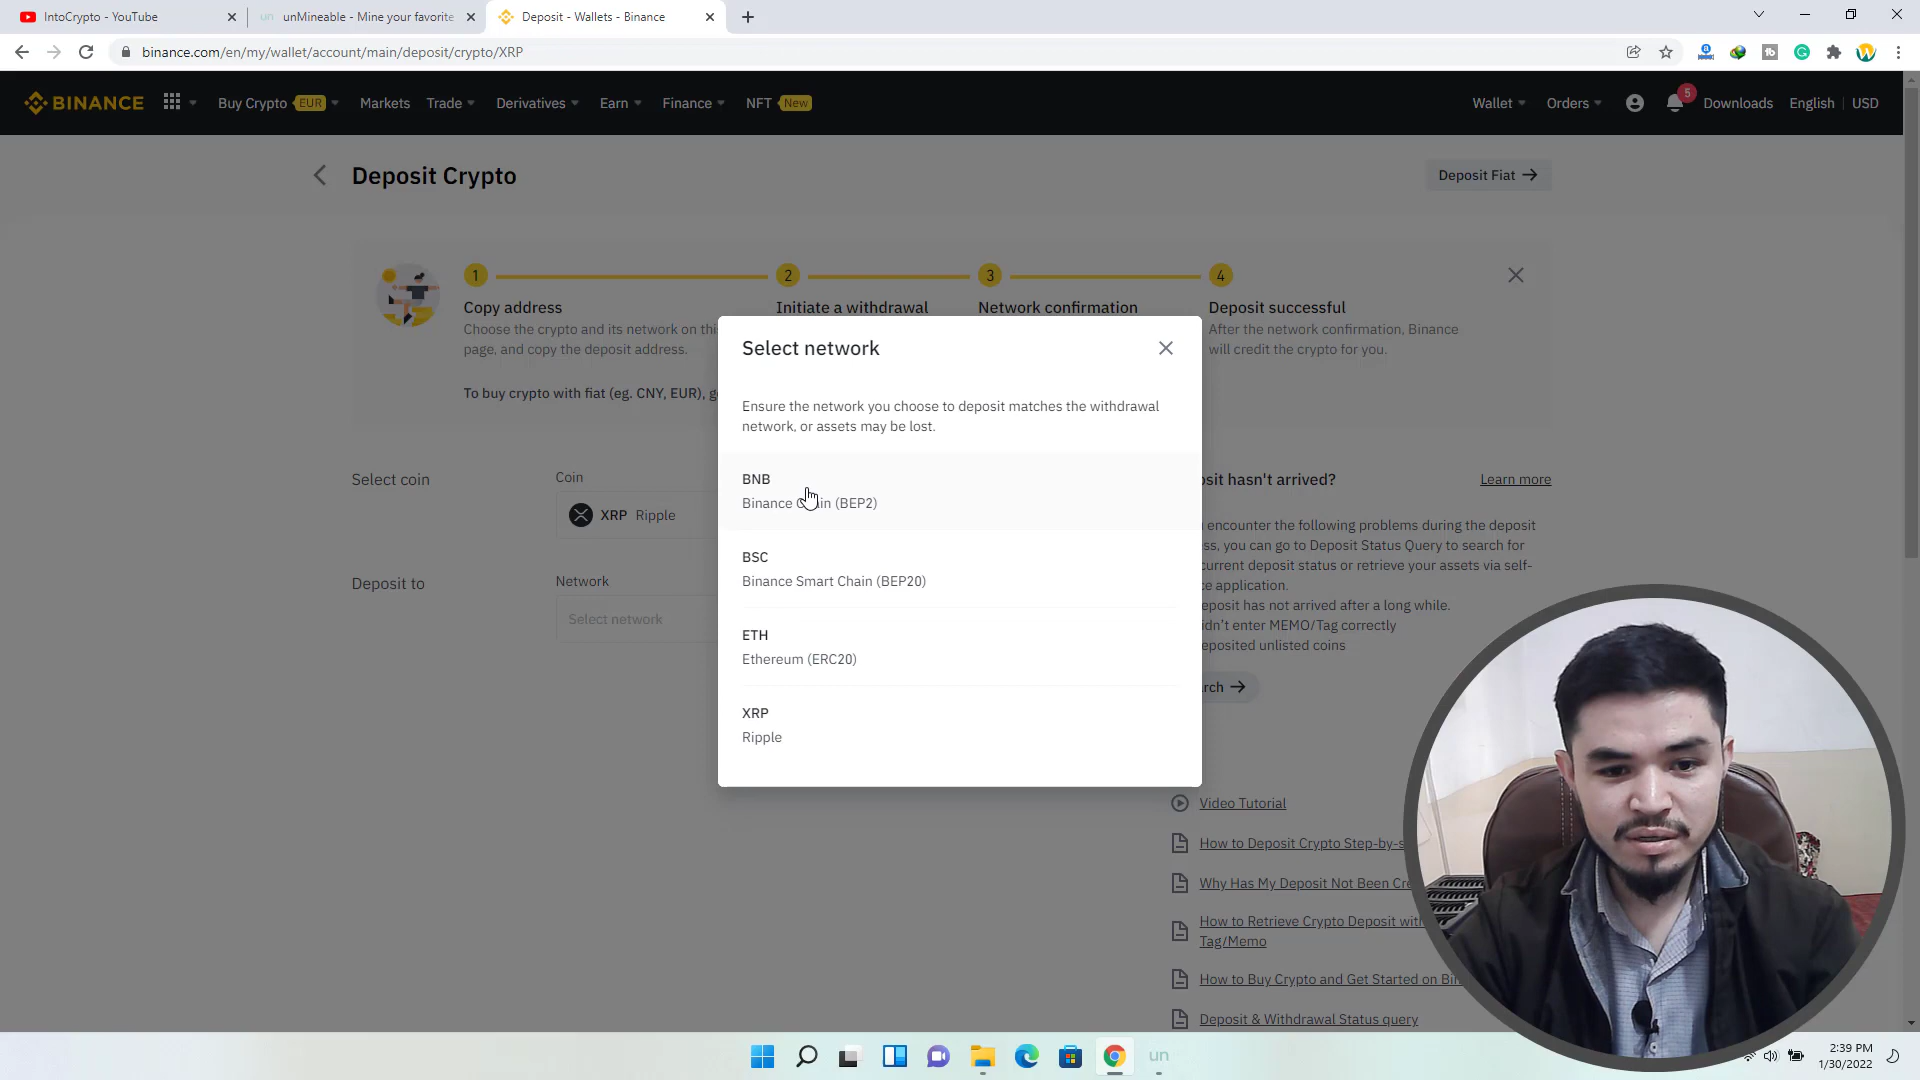 IntoCrypto - YouTube
unMineable - Mine your favorite
Deposit - Wallets - Binance
binance.com/en/my/wallet/account/main/deposit/crypto/XRP
BINANCE
Buy Crypto EUR
Markets
Trade
Derivatives
Earn
Finance
NFT New
Wallet
Orders
5
Downloads
English
USD
Deposit Crypto
Deposit Fiat
1
2
3
4
Copy address
Initiate a withdrawal
Network confirmation
Deposit successful
Choose the crypto and its network on this
page, and copy the deposit address.
After the network confirmation, Binance
will credit the crypto for you.
To buy crypto with fiat (eg. CNY, EUR), g
Select network
Ensure the network you choose to deposit matches the withdrawal
network, or assets may be lost.
BNB
Binance Chain (BEP2)
BSC
Binance Smart Chain (BEP20)
ETH
Ethereum (ERC20)
XRP
Ripple
Select coin
Coin
XRP Ripple
Deposit to
Network
Select network
osit hasn't arrived?
Learn more
encounter the following problems during the deposit
ss, you can go to Deposit Status Query to search for
current deposit status or retrieve your assets via self-
ce application.
eposit has not arrived after a long while.
idn't enter MEMO/Tag correctly
eposited unlisted coins
rch
Video Tutorial
How to Deposit Crypto Step-by-s
Why Has My Deposit Not Been Cre
How to Retrieve Crypto Deposit with
Tag/Memo
How to Buy Crypto and Get Started on Bi
Deposit & Withdrawal Status query
un
2:39 PM
1/30/2022